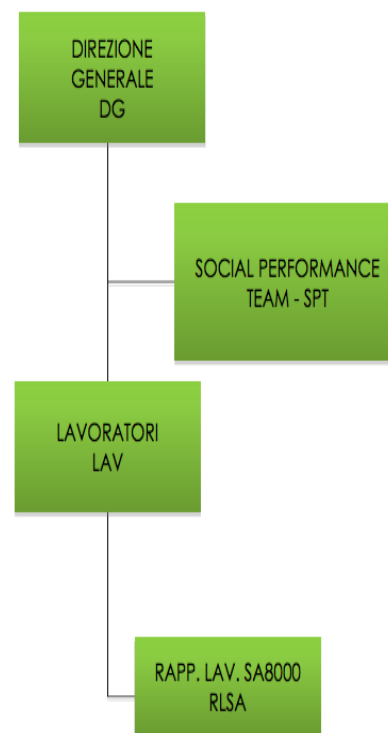 DIREZIONE
GENERALE
DG
SOCIAL PERFORMANCE
TEAM - SPT
LAVORATORI
LAV
RAPP. LAV. SA8000
RLSA